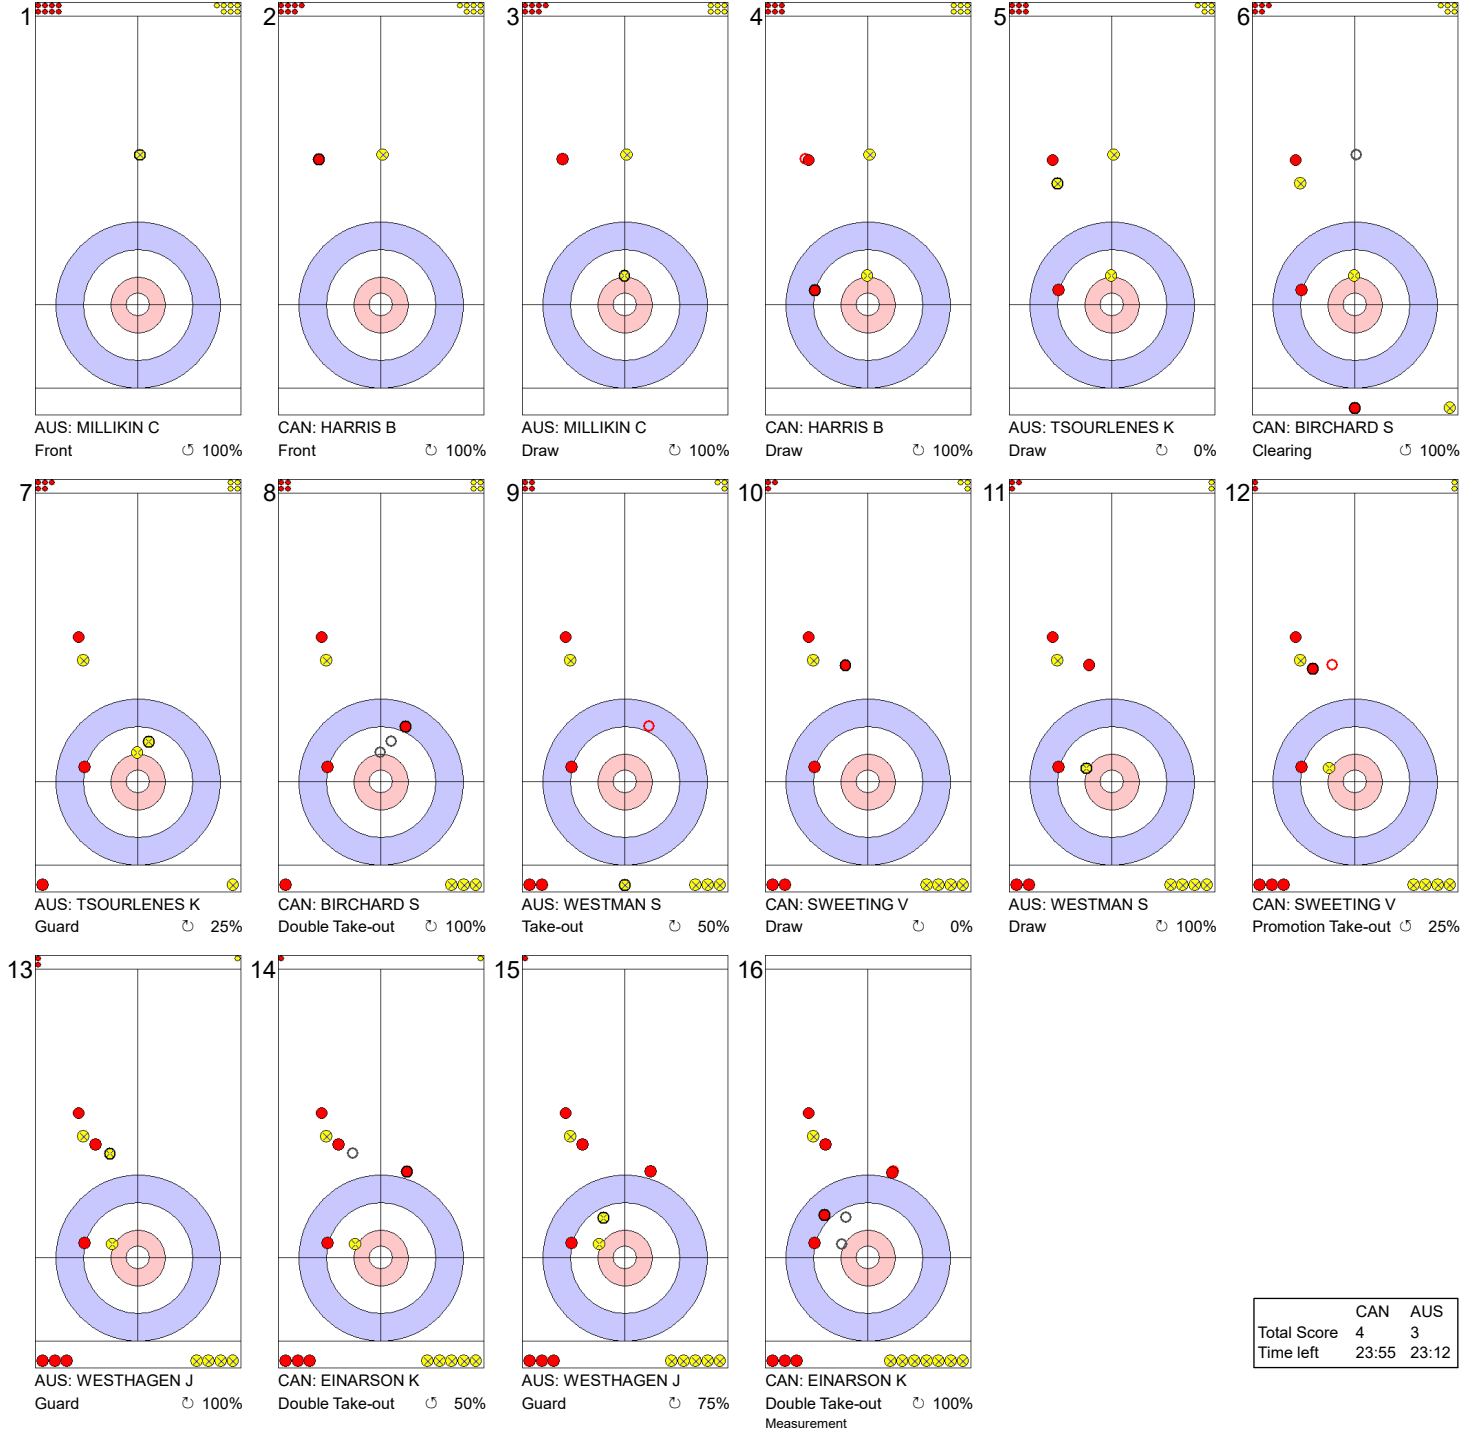 1 2 3 4 5 6
AUS: MILLIKIN C CAN: HARRIS B AUS: MILLIKIN C CAN: HARRIS B AUS: TSOURLENES K CAN: BIRCHARD S
Front ↻ 100% Front ↻ 100% Draw ↻ 100% Draw ↻ 100% Draw ↻ 0% Clearing ↻ 100%
7 8 9 10 11 12
AUS: TSOURLENES K CAN: BIRCHARD S AUS: WESTMAN S CAN: SWEETING V AUS: WESTMAN S CAN: SWEETING V
Guard ↻ 25% Double Take-out ↻ 100% Take-out ↻ 50% Draw ↻ 0% Draw ↻ 100% Promotion Take-out ↻ 25%
13 14 15 16
AUS: WESTHAGEN J CAN: EINARSON K AUS: WESTHAGEN J CAN: EINARSON K
Guard ↻ 100% Double Take-out ↺ 50% Guard ↻ 75% Double Take-out ↻ 100%
Measurement
CAN AUS
Total Score 4 3
Time left 23:55 23:12